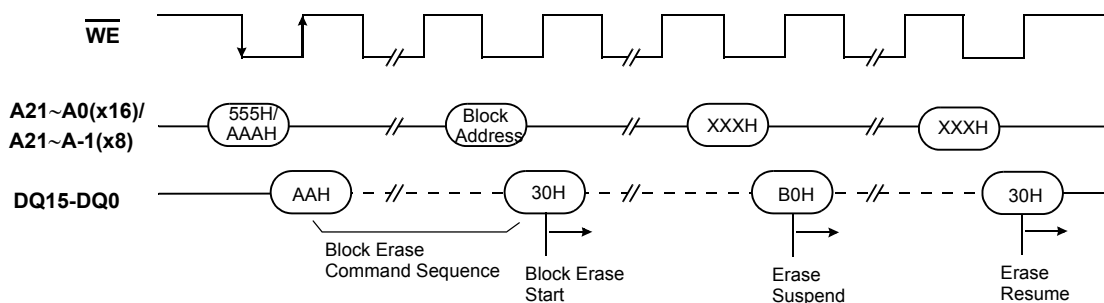 WE
A21~A0(x16)/
A21~A-1(x8)
555H/
AAAH
Block
Address
XXXH
XXXH
DQ15-DQ0
AAH
30H
B0H
30H
Block Erase
Command Sequence
Block Erase
Start
Erase
Suspend
Erase
Resume